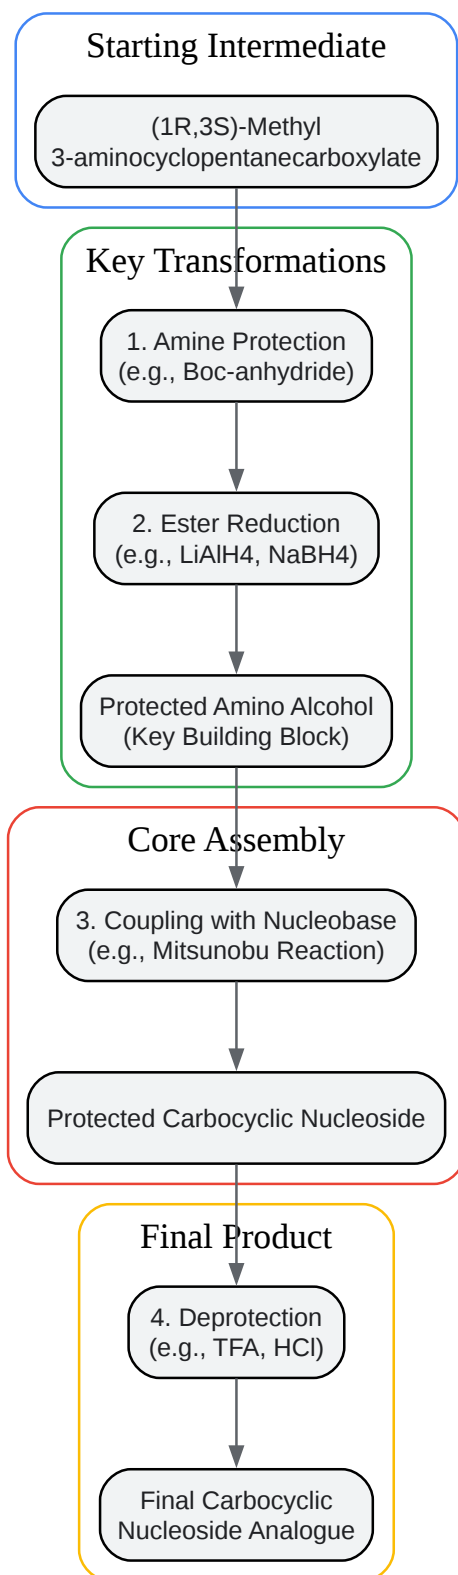 Starting Intermediate
(1R,3S)-Methyl
3-aminocyclopentanecarboxylate
Key Transformations
1. Amine Protection
(e.g., Boc-anhydride)
2. Ester Reduction
(e.g., LiAlH4, NaBH4)
Protected Amino Alcohol
(Key Building Block)
Core Assembly
3. Coupling with Nucleobase
(e.g., Mitsunobu Reaction)
Protected Carbocyclic Nucleoside
Final Product
4. Deprotection
(e.g., TFA, HCl)
Final Carbocyclic
Nucleoside Analogue